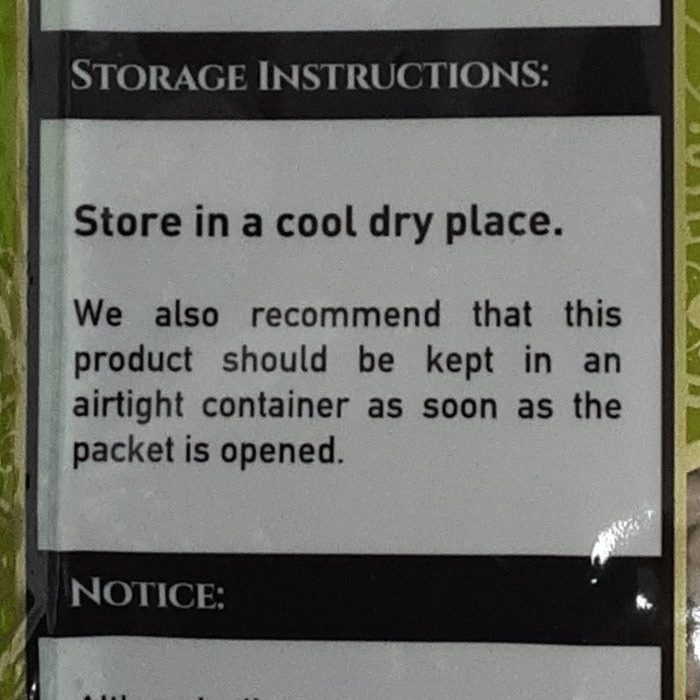 STORAGE INSTRUCTIONS:
Store in a cool dry place.
We also recommend that this
product should be kept in an
airtight container as soon as the
packet is opened.
NOTICE: